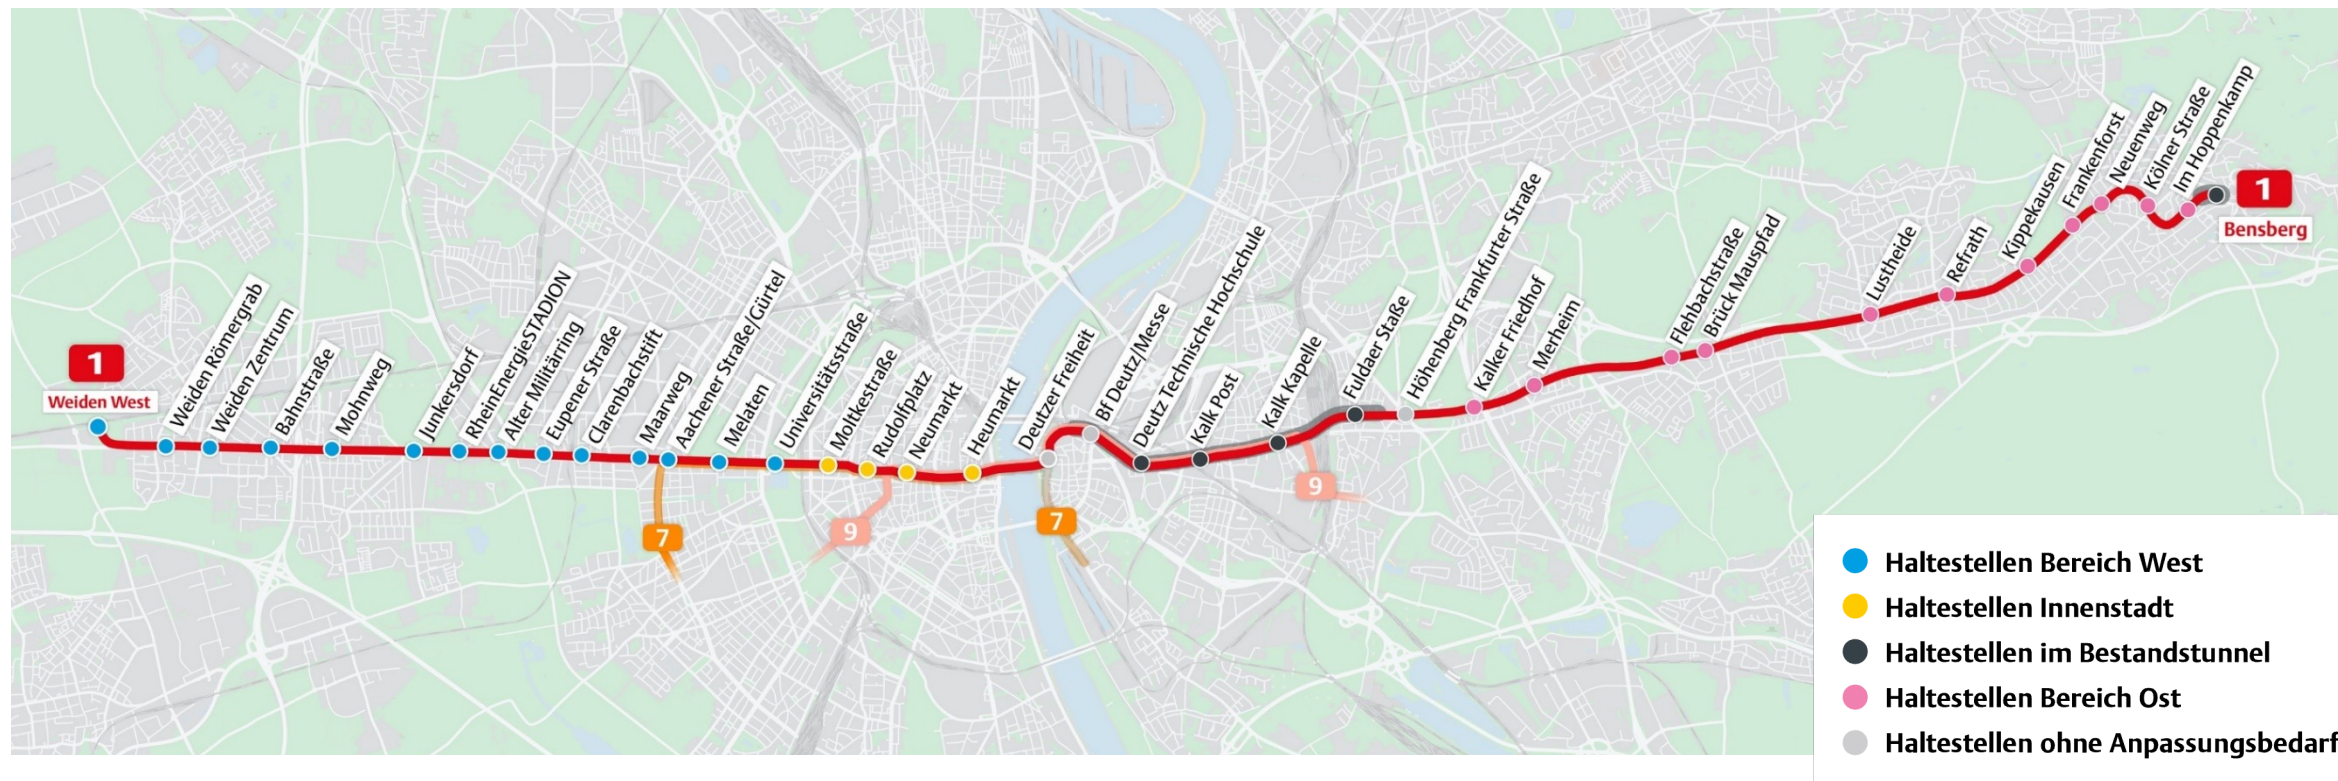 1
Weiden West
Weiden Römergrab
Weiden Zentrum
Bahnstraße
Mohnweg
Junkersdorf
RheinEnergieSTADION
Alter Militärring
Eupener Straße
Clarenbachstift
Maarweg
Aachener Straße/Gürtel
Melaten
Universitätsstraße
Moltkestraße
Rudolfplatz
Neumarkt
Heumarkt
Deutzer Freiheit
Bf Deutz/Messe
Deutz Technische Hochschule
Kalk Post
Kalk Kapelle
Fuldaer Staße
Höhenberg Frankfurter Straße
Kalker Friedhof
Merheim
Flehbachstraße
Brück Mauspfad
Lustheide
Refrath
Kippekausen
Frankenforst
Neuenweg
Kölner Straße
Im Hoppenkamp
1
Bensberg
7
9
7
9
Haltestellen Bereich West
Haltestellen Innenstadt
Haltestellen im Bestandstunnel
Haltestellen Bereich Ost
Haltestellen ohne Anpassungsbedarf